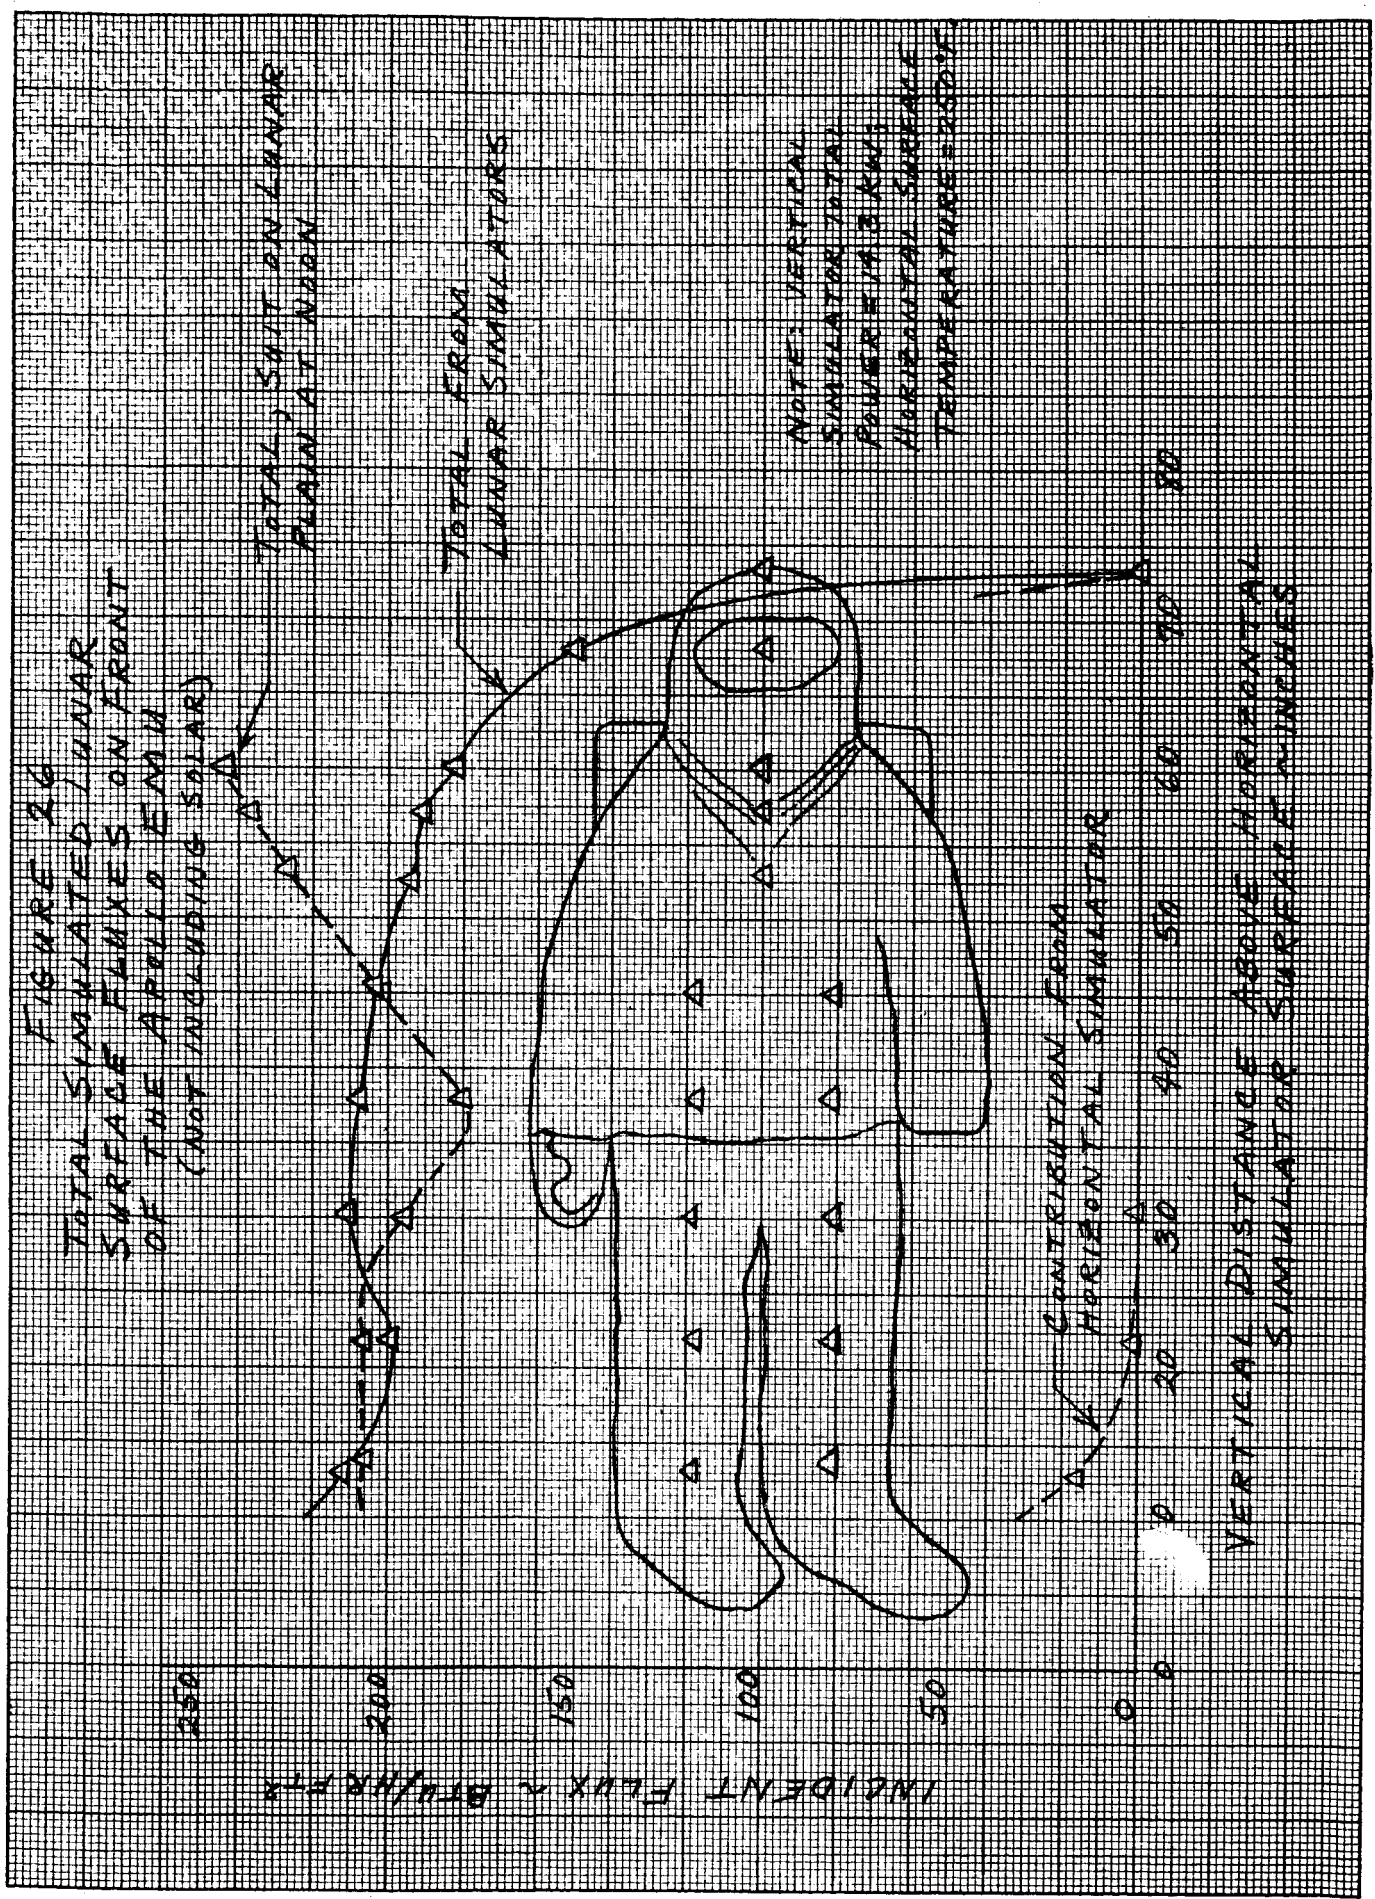 FIGURE 26
TOTAL SIMULATED LUNAR
SURFACE FLUXES ON FRONT
OF THE APOLLO EMU
(NOT INCLUDING SOLAR)
TOTAL, SUIT ON LUNAR
PLAIN AT NOON
TOTAL FROM
LUNAR SIMULATORS
NOTE: VERTICAL
SIMULATOR TOTAL
POWER = 14.3 KW;
HORIZONTAL SURFACE
TEMPERATURE = 250°F
CONTRIBUTION FROM
HORIZONTAL SIMULATOR
INCIDENT FLUX ~ BTU/HR FT2
250
200
150
100
50
0
0
0
20
30
40
50
60
70
80
VERTICAL DISTANCE ABOVE HORIZONTAL
SIMULATOR SURFACE ~ INCHES